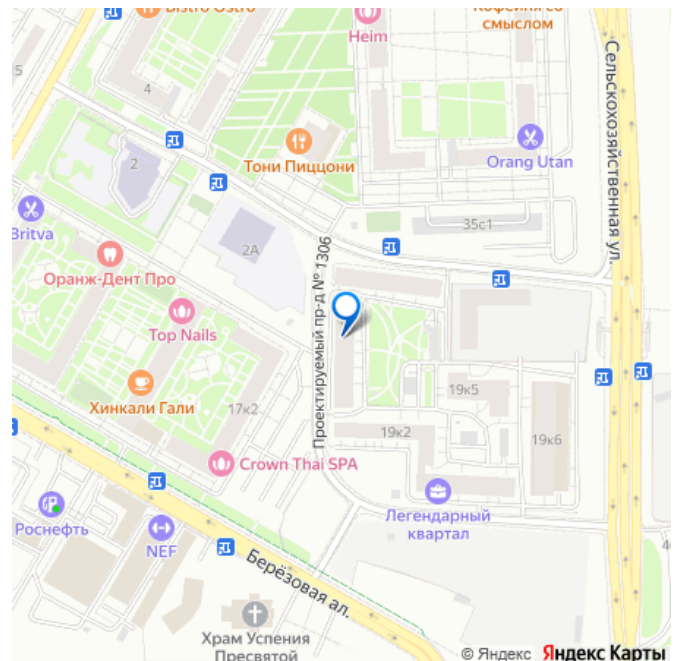 Bistro Ostro
Heim
Кофейня со
смыслом
5
4
Тони Пиццони
Orang Utan
Сельскохозяйственная ул.
2
Britva
2А
35с1
Оранж-Дент Про
Проектируемый пр-д № 1306
Top Nails
Хинкали Гали
17к2
19к5
19к2
19к6
Crown Thai SPA
Легендарный
квартал
Роснефть
NEF
Берёзовая ал.
Храм Успения
Пресвятой
© Яндекс Яндекс Карты